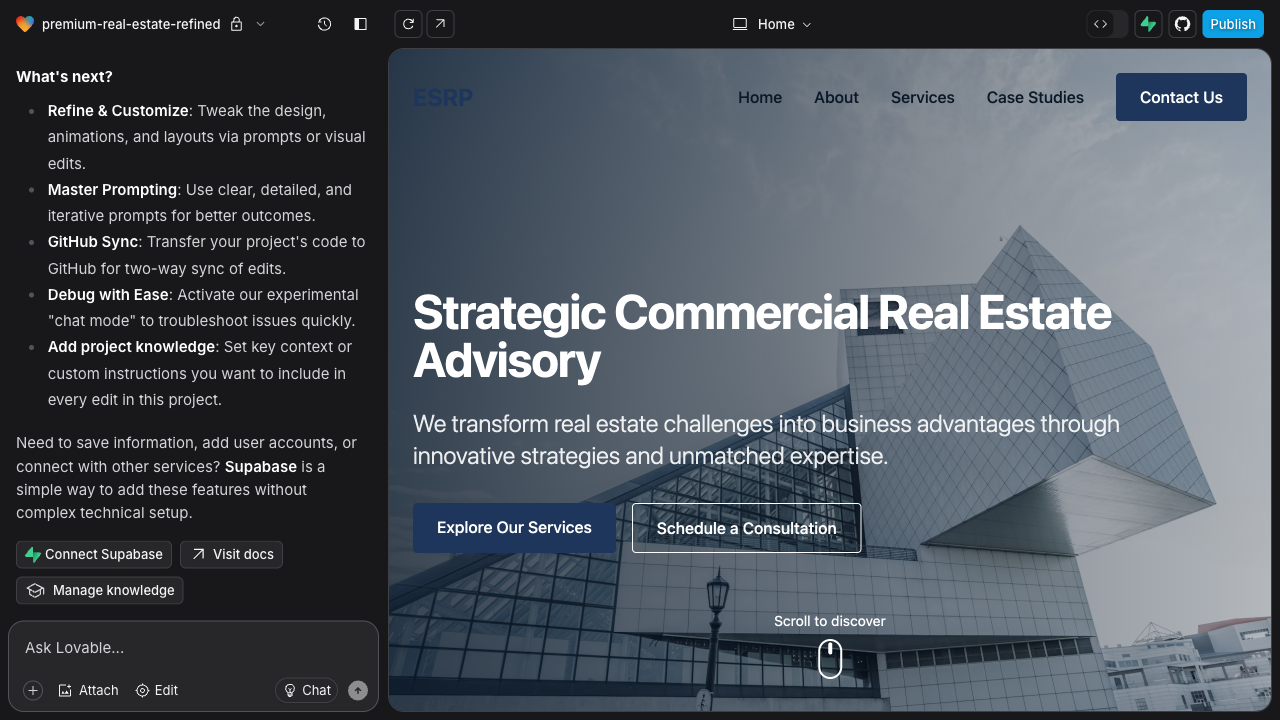 premium-real-estate-refined
Home
Publish
What's next?
Refine & Customize: Tweak the design,
animations, and layouts via prompts or visual
edits.
Master Prompting: Use clear, detailed, and
iterative prompts for better outcomes.
GitHub Sync: Transfer your project's code to
GitHub for two-way sync of edits.
Debug with Ease: Activate our experimental
"chat mode" to troubleshoot issues quickly.
Add project knowledge: Set key context or
custom instructions you want to include in
every edit in this project.
Need to save information, add user accounts, or
connect with other services? Supabase is a
simple way to add these features without
complex technical setup.
Connect Supabase
Visit docs
Manage knowledge
Ask Lovable...
Attach
Edit
Chat
ESRP
Home
About
Services
Case Studies
Contact Us
Strategic Commercial Real Estate
Advisory
We transform real estate challenges into business advantages through
innovative strategies and unmatched expertise.
Explore Our Services
Schedule a Consultation
Scroll to discover